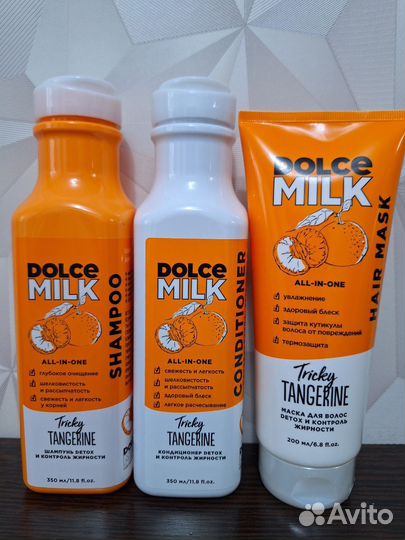 DOLCE
MILK
SHAMPOO
ALL-IN-ONE
глубокое очищение
шелковистость
и рассыпчатость
свежесть и легкость
у корней
Tricky
TANGERINE
ШАМПУНЬ DETOX
И КОНТРОЛЬ ЖИРНОСТИ
350 мл/11.8 fl.oz.
DOLCE
MILK
CONDITIONER
ALL-IN-ONE
свежесть и легкость
шелковистость
и рассыпчатость
здоровый блеск
легкое расчесывание
Tricky
TANGERINE
КОНДИЦИОНЕР DETOX
И КОНТРОЛЬ ЖИРНОСТИ
350 мл/11.8 fl.oz.
DOLCE
MILK
HAIR MASK
ALL-IN-ONE
увлажнение
здоровый блеск
защита кутикулы
волоса от повреждений
термозащита
Tricky
TANGERINE
МАСКА ДЛЯ ВОЛОС
DETOX И КОНТРОЛЬ
ЖИРНОСТИ
200 мл/6.8 fl.oz.
Avito